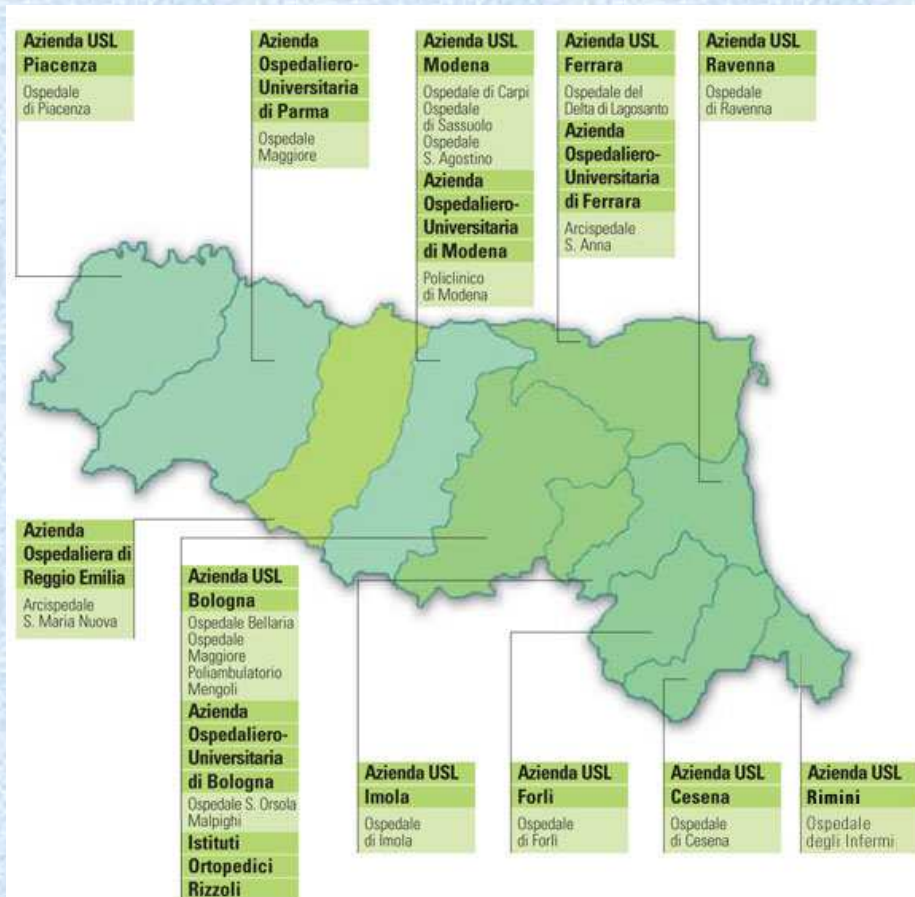 Azienda USL
Piacenza
Ospedale
di Piacenza
Azienda
Ospedaliero-
Universitaria
di Parma
Ospedale
Maggiore
Azienda USL
Modena
Ospedale di Carpi
Ospedale
di Sassuolo
Ospedale
S. Agostino
Azienda
Ospedaliero-
Universitaria
di Modena
Policlinico
di Modena
Azienda USL
Ferrara
Ospedale del
Delta di Lagosanto
Azienda
Ospedaliero-
Universitaria
di Ferrara
Arcispedale
S. Anna
Azienda USL
Ravenna
Ospedale
di Ravenna
Azienda
Ospedaliera di
Reggio Emilia
Arcispedale
S. Maria Nuova
Azienda USL
Bologna
Ospedale Bellaria
Ospedale
Maggiore
Poliambulatorio
Mengoli
Azienda
Ospedaliero-
Universitaria
di Bologna
Ospedale S. Orsola
Malpighi
Istituti
Ortopedici
Rizzoli
Azienda USL
Imola
Ospedale
di Imola
Azienda USL
Forlì
Ospedale
di Forlì
Azienda USL
Cesena
Ospedale
di Cesena
Azienda USL
Rimini
Ospedale
degli Infermi